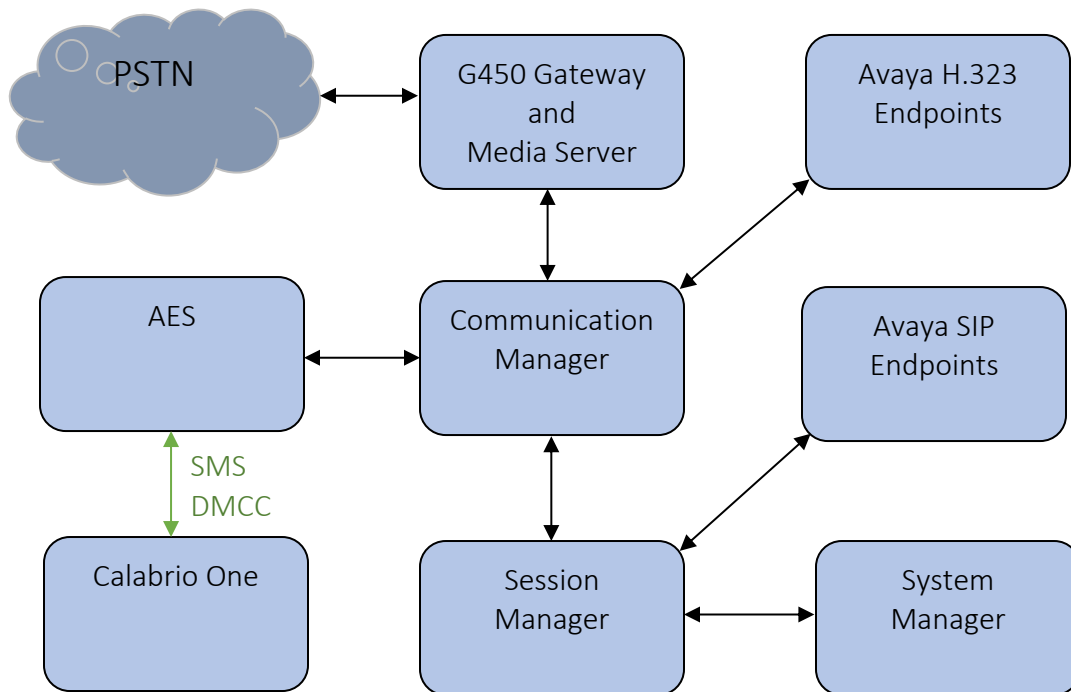 PSTN
G450 Gateway
and
Media Server
Avaya H.323
Endpoints
AES
Communication
Manager
Avaya SIP
Endpoints
SMS
DMCC
Calabrio One
Session
Manager
System
Manager